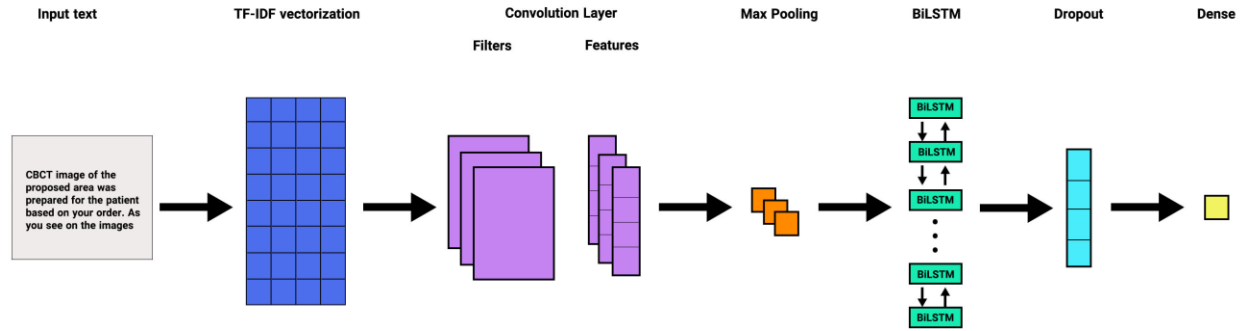 Input text
TF-IDF vectorization
Convolution Layer
Max Pooling
BiLSTM
Dropout
Dense
Filters
Features
CBCT image of the
proposed area was
prepared for the patient
based on your order. As
you see on the images
BiLSTM
BiLSTM
BiLSTM
BiLSTM
BiLSTM